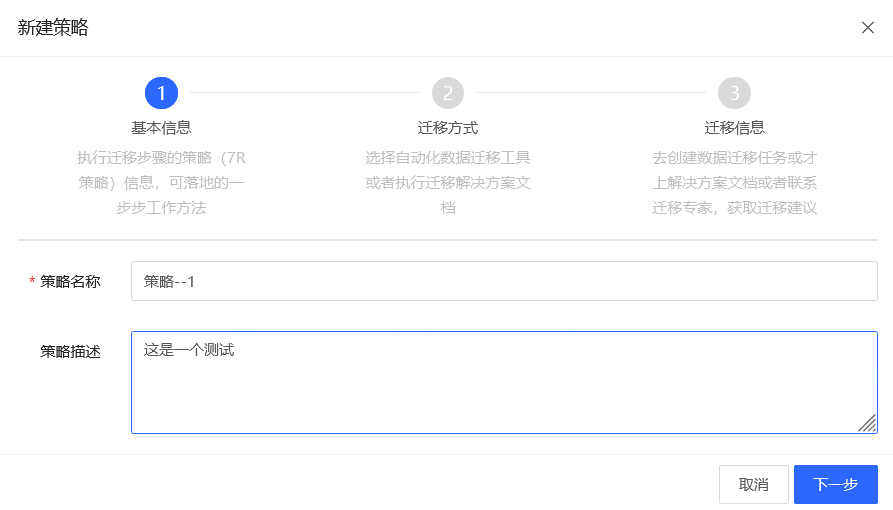 新建策略
1
2
3
基本信息
迁移方式
迁移信息
执行迁移步骤的策略（7R
策略）信息，可落地的一
步步工作方法
选择自动化数据迁移工具
或者执行迁移解决方案文
档
去创建数据迁移任务或才
上解决方案文档或者联系
迁移专家，获取迁移建议
* 策略名称
策略--1
策略描述
这是一个测试
取消
下一步